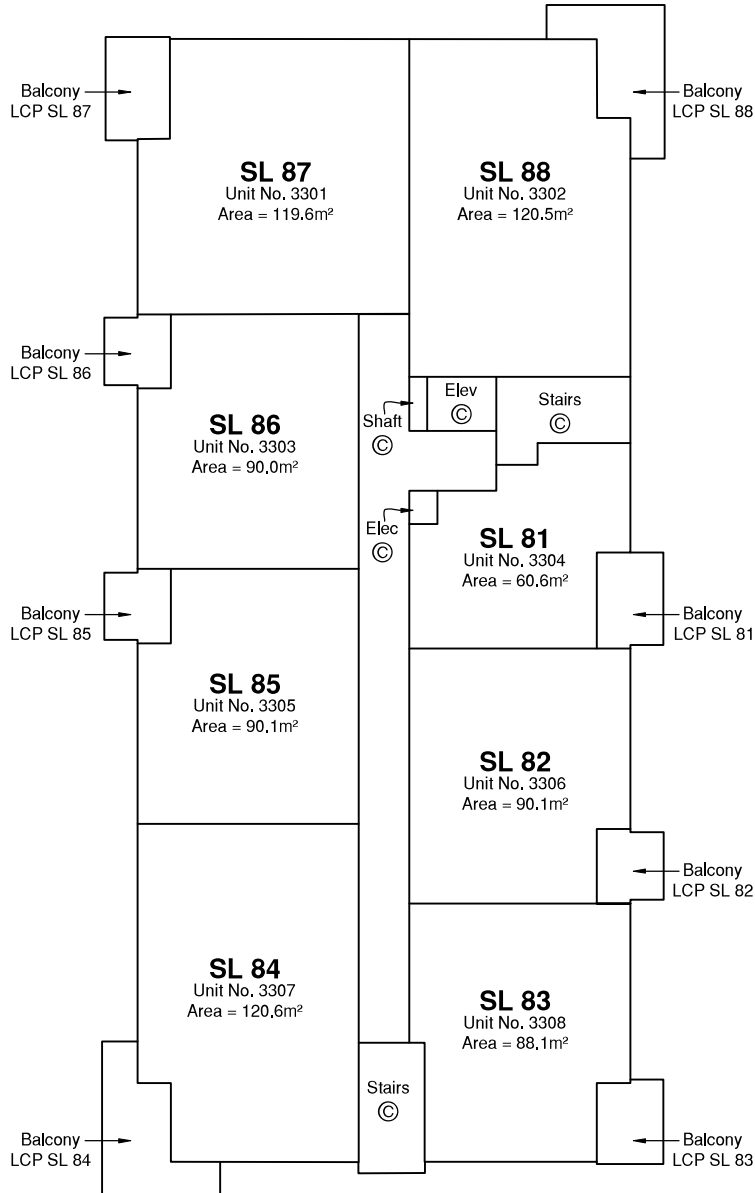 Balcony
LCP SL 87
SL 87
Unit No. 3301
Area = 119.6m²
SL 88
Unit No. 3302
Area = 120.5m²
Balcony
LCP SL 88
Balcony
LCP SL 86
SL 86
Unit No. 3303
Area = 90.0m²
Shaft
©
Elev
©
Stairs
©
Elec
©
SL 81
Unit No. 3304
Area = 60.6m²
Balcony
LCP SL 81
Balcony
LCP SL 85
SL 85
Unit No. 3305
Area = 90.1m²
SL 82
Unit No. 3306
Area = 90.1m²
Balcony
LCP SL 82
SL 84
Unit No. 3307
Area = 120.6m²
SL 83
Unit No. 3308
Area = 88.1m²
Stairs
©
Balcony
LCP SL 84
Balcony
LCP SL 83